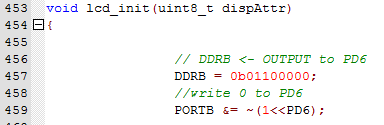 453 void lcd_init(uint8_t dispAttr)
454 {
455
456 // DDRB <- OUTPUT to PD6
457 DDRB = 0b01100000;
458 //write 0 to PD6
459 PORTB &= ~(1<<PD6);